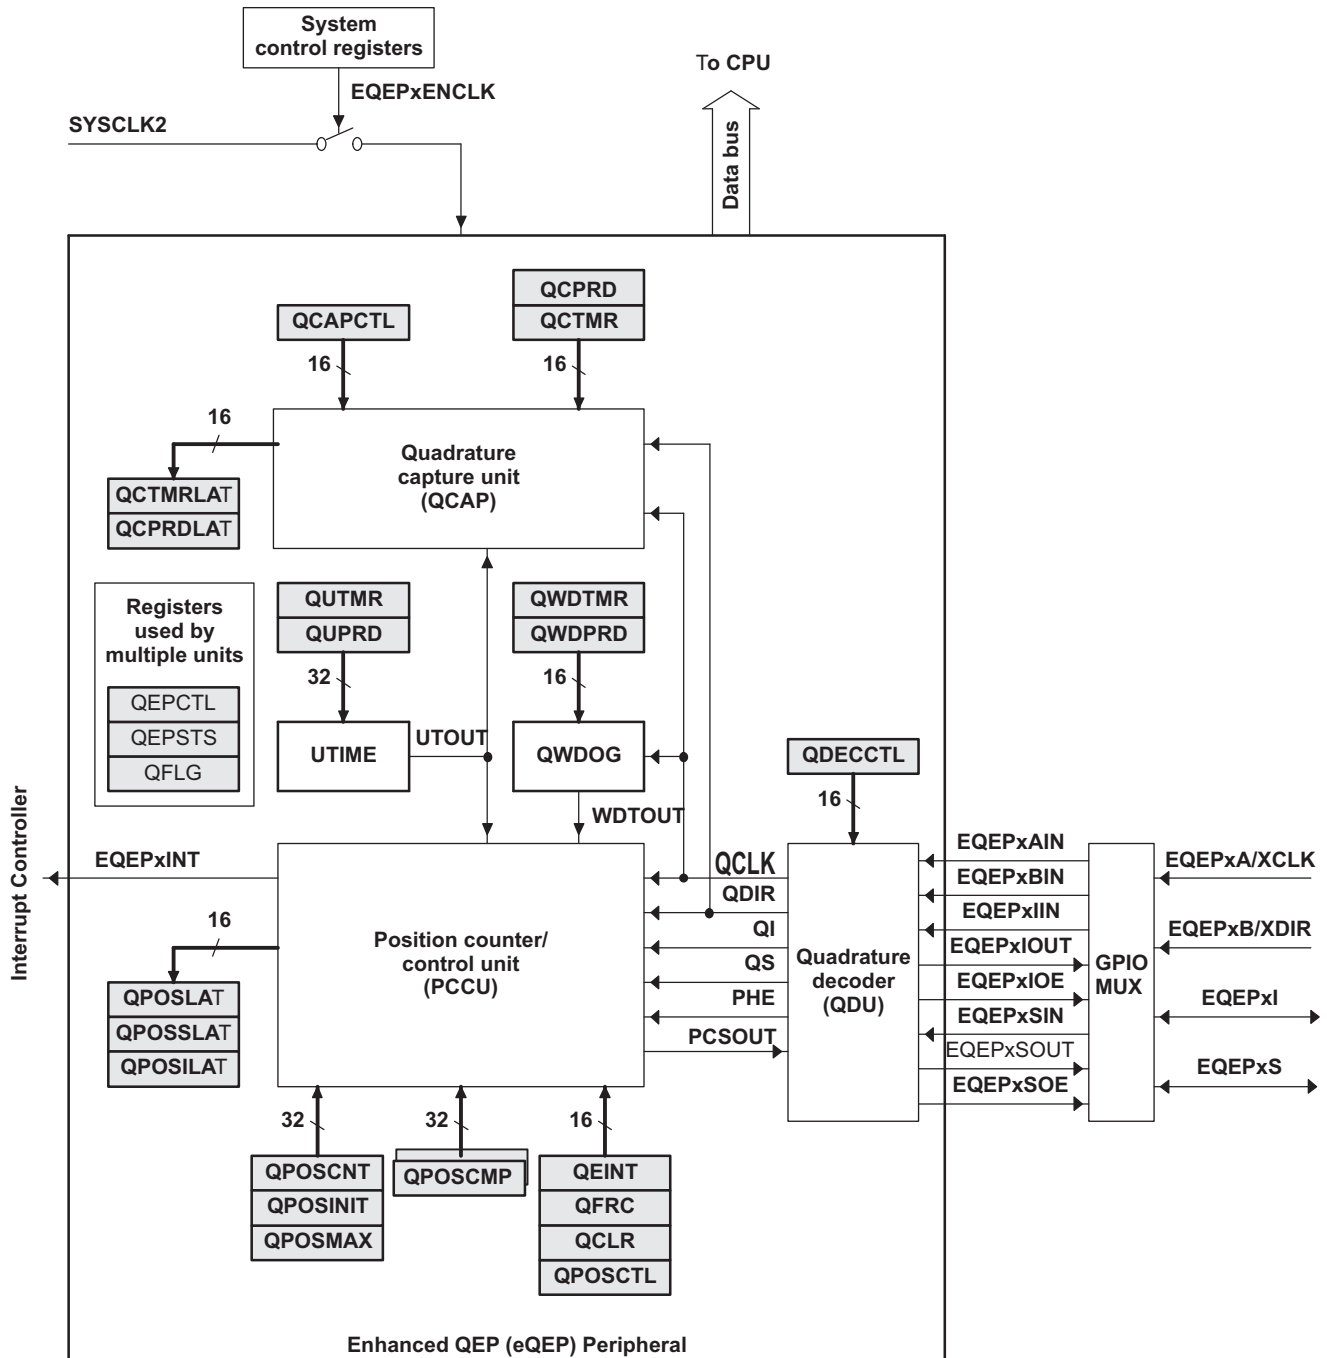 System
control registers
To CPU
EQEPxENCLK
SYSCLK2
Data bus
QCPRD
QCAPCTL
QCTMR
16
16
16
Quadrature
capture unit
(QCAP)
QCTMRLAT
QCPRDLAT
Registers
used by
multiple units
QEPCTL
QEPSTS
QFLG
QUTMR
QUPRD
QWDTMR
QWDPRD
32
16
UTIME
UTOUT
QWDOG
QDECCTL
WDTOUT
16
Interrupt Controller
EQEPxINT
16
QPOSLAT
QPOSSLAT
QPOSILAT
Position counter/
control unit
(PCCU)
QCLK
QDIR
QI
QS
PHE
PCSOUT
Quadrature
decoder
(QDU)
EQEPxAIN
EQEPxBIN
EQEPxIIN
EQEPxIOUT
EQEPxIOE
EQEPxSIN
EQEPxSOUT
EQEPxSOE
GPIO
MUX
EQEPxA/XCLK
EQEPxB/XDIR
EQEPxI
EQEPxS
32
32
16
QPOSCNT
QPOSINIT
QPOSMAX
QPOSCMP
QEINT
QFRC
QCLR
QPOSCTL
Enhanced QEP (eQEP) Peripheral